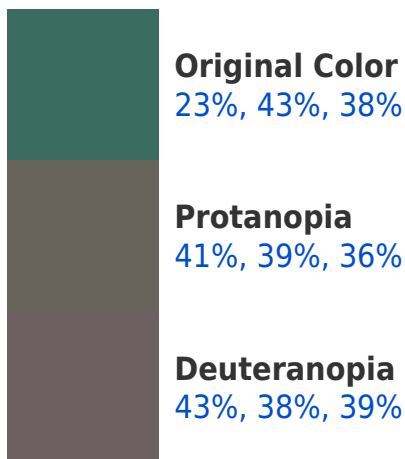 Original Color
23%, 43%, 38%
Protanopia
41%, 39%, 36%
Deuteranopia
43%, 38%, 39%